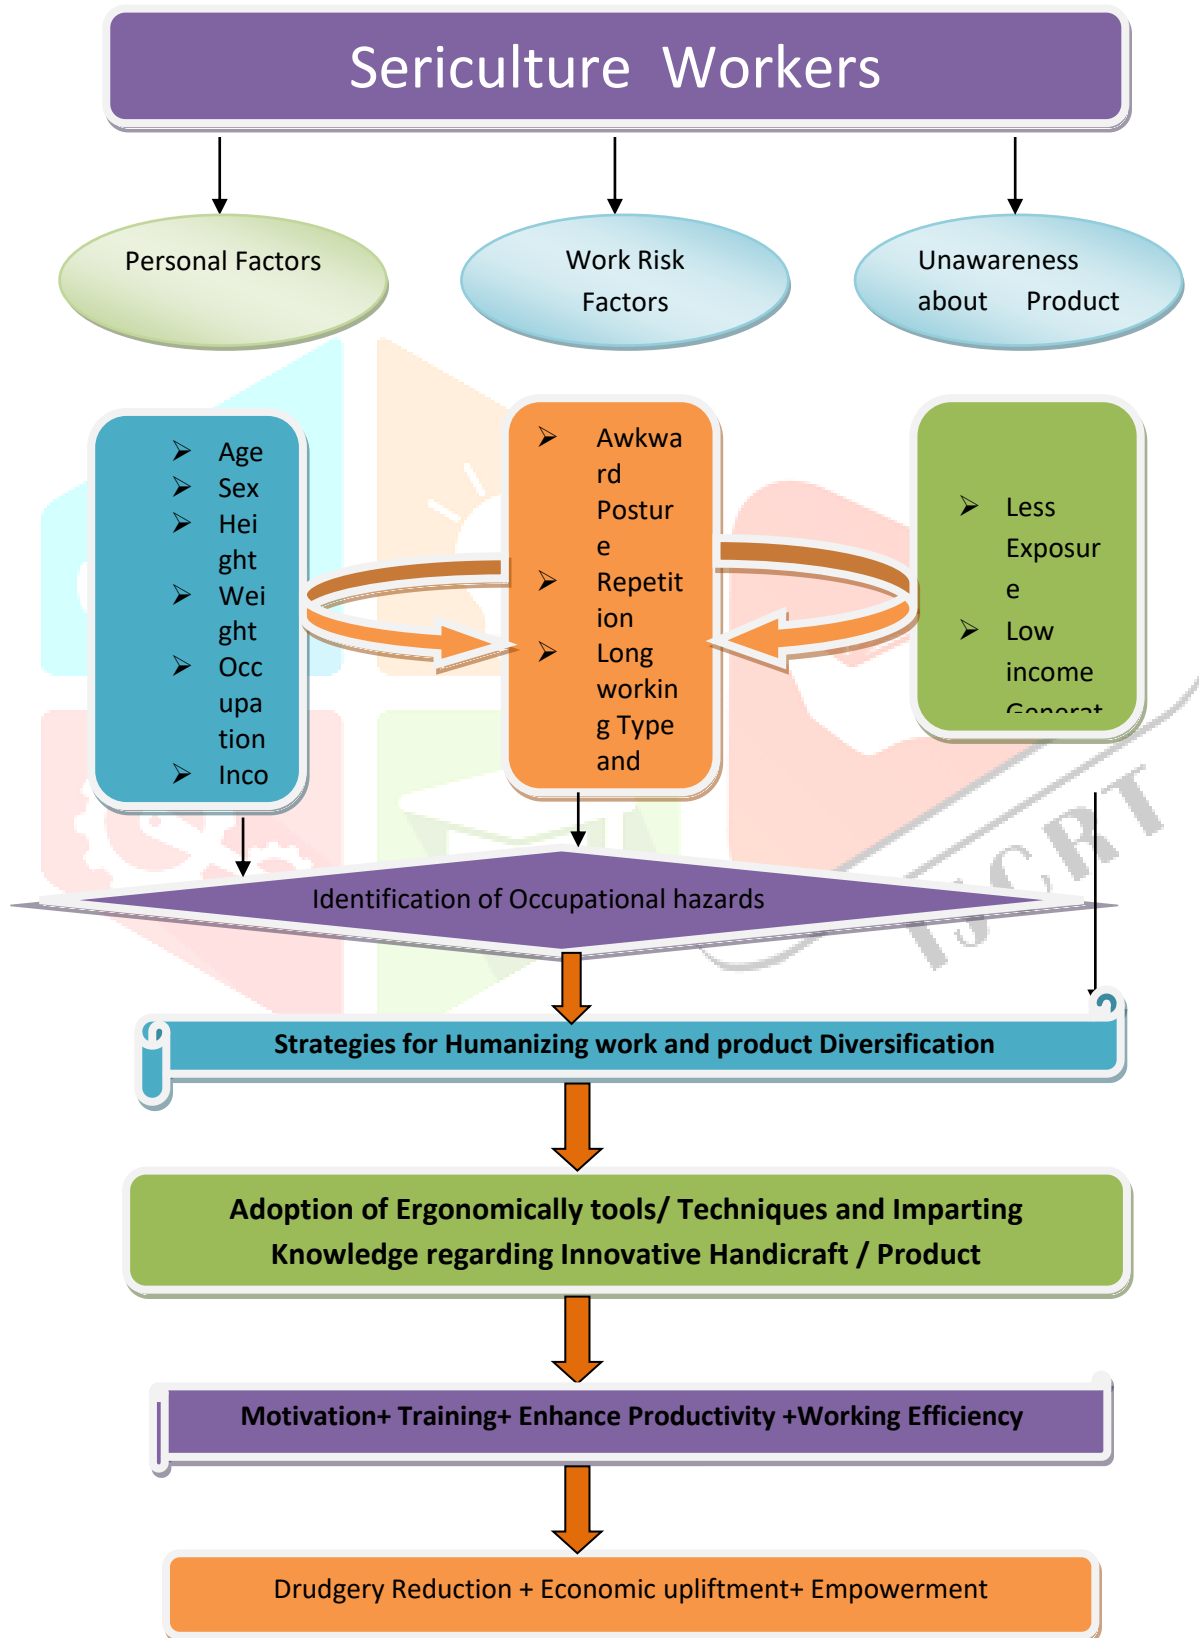 Sericulture Workers
Personal Factors
Work Risk
Factors
Unawareness
about Product
➢ Age
➢ Sex
➢ Hei
ght
➢ Wei
ght
➢ Occ
upa
tion
➢ Inco
➢ Awkwa
rd
Postur
e
➢ Repetit
ion
➢ Long
workin
g Type
and
➢ Less
Exposur
e
➢ Low
income
Generat
Identification of Occupational hazards
Strategies for Humanizing work and product Diversification
Adoption of Ergonomically tools/ Techniques and Imparting
Knowledge regarding Innovative Handicraft / Product
Motivation+ Training+ Enhance Productivity +Working Efficiency
Drudgery Reduction + Economic upliftment+ Empowerment
IJCRT